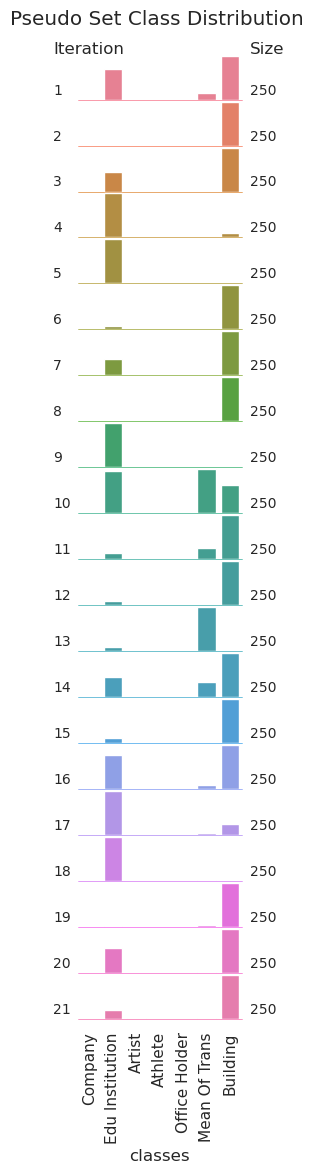 Pseudo Set Class Distribution
Iteration Size
1 250
2 250
3 250
4 250
5 250
6 250
7 250
8 250
9 250
10 250
11 250
12 250
13 250
14 250
15 250
16 250
17 250
18 250
19 250
20 250
21 250
Company
Edu Institution
Artist
Athlete
Office Holder
Mean Of Trans
Building
classes